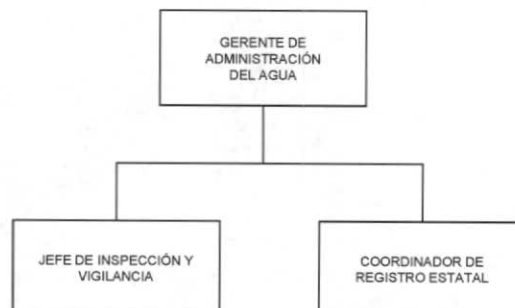 GERENTE DE
ADMINISTRACIÓN
DEL AGUA
JEFE DE INSPECCIÓN Y
VIGILANCIA
COORDINADOR DE
REGISTRO ESTATAL